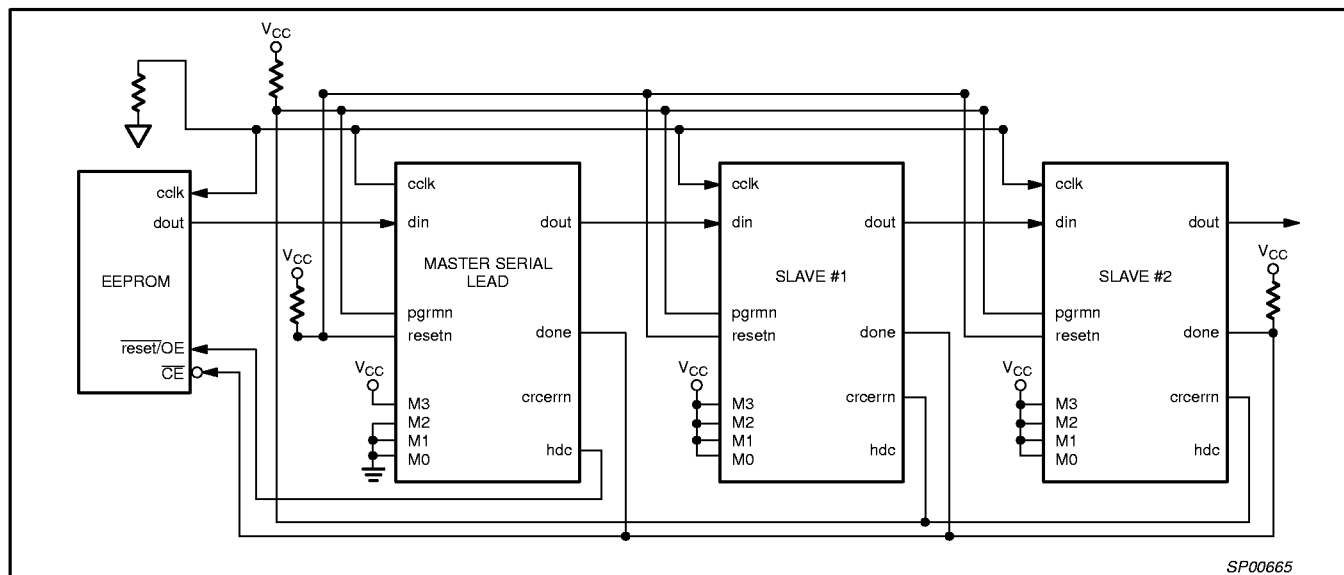 VCC
VCC
cclk
dout
EEPROM
reset/OE
CE
cclk
din
dout
MASTER SERIAL
LEAD
pgrmn
resetn
done
VCC
M3
M2
M1
M0
crcerrn
hdc
cclk
din
dout
SLAVE #1
pgrmn
resetn
done
VCC
M3
M2
M1
M0
crcerrn
hdc
cclk
din
dout
SLAVE #2
pgrmn
resetn
done
VCC
VCC
M3
M2
M1
M0
crcerrn
hdc
SP00665